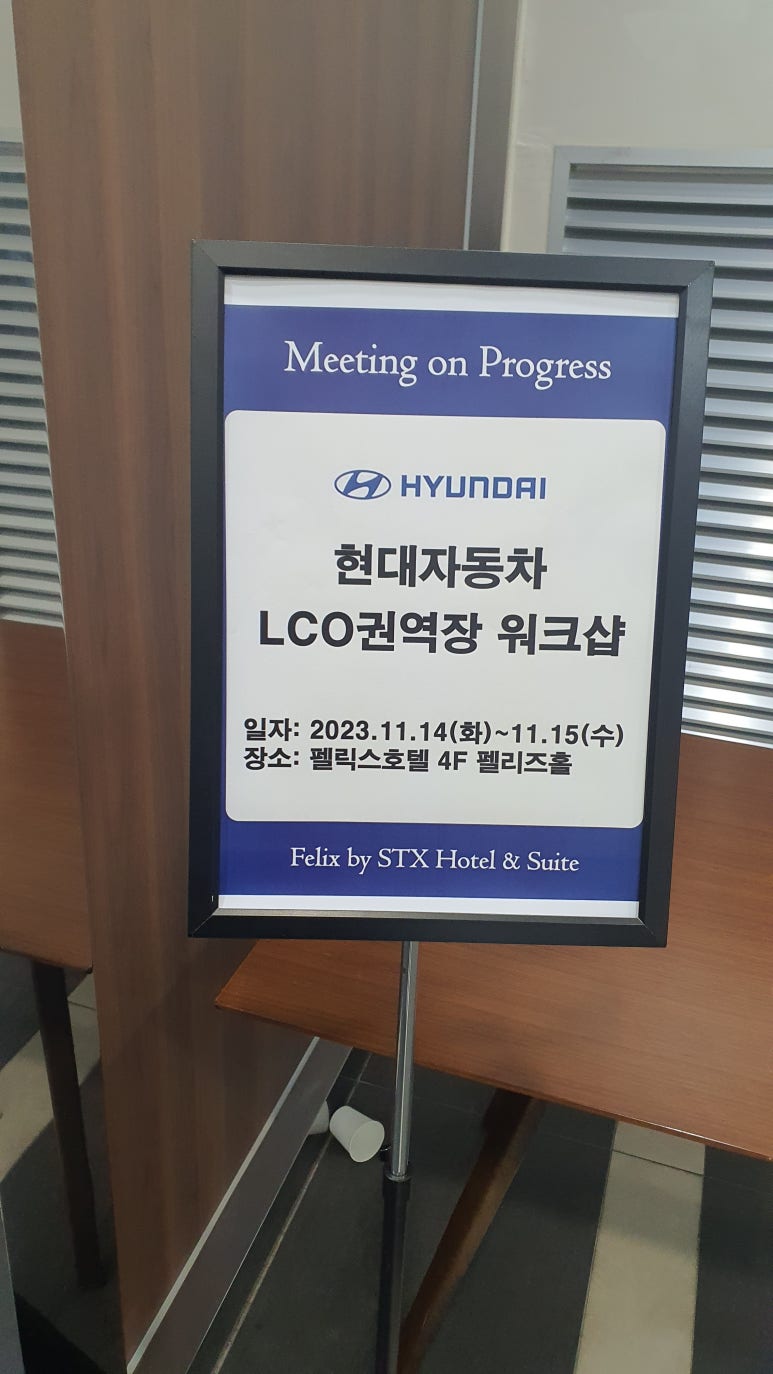 Meeting on Progress
HYUNDAI
현대자동차
LCO권역장 워크샵
일자: 2023.11.14(화)~11.15(수)
장소: 펠릭스호텔 4F 펠리즈홀
Felix by STX Hotel & Suite